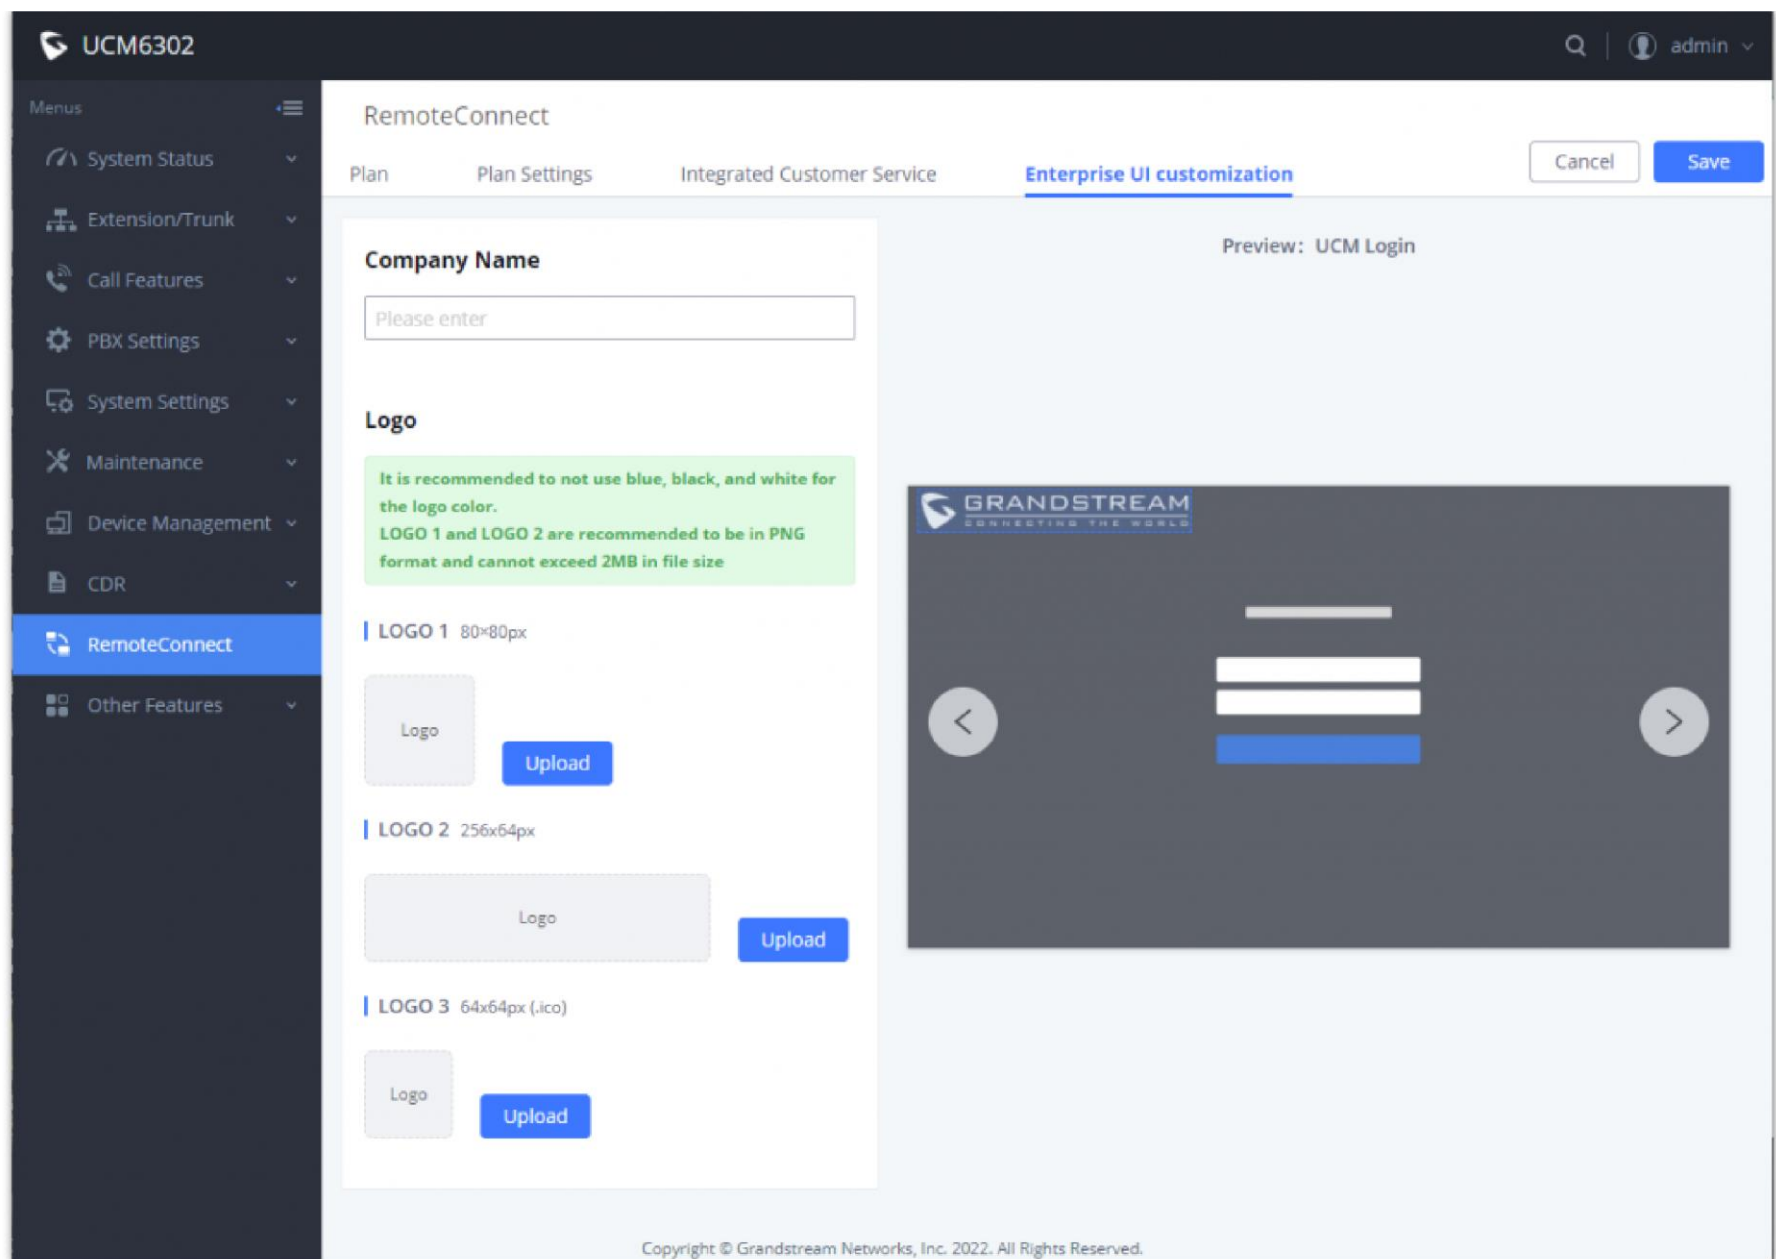 UCM6302
admin
Menus
System Status
Extension/Trunk
Call Features
PBX Settings
System Settings
Maintenance
Device Management
CDR
RemoteConnect
Other Features
RemoteConnect
Plan
Plan Settings
Integrated Customer Service
Enterprise UI customization
Cancel
Save
Company Name
Please enter
Logo
It is recommended to not use blue, black, and white for
the logo color.
LOGO 1 and LOGO 2 are recommended to be in PNG
format and cannot exceed 2MB in file size
LOGO 1 80×80px
Logo
Upload
LOGO 2 256x64px
Logo
Upload
LOGO 3 64x64px (.ico)
Logo
Upload
Preview: UCM Login
GRANDSTREAM
CONNECTING THE WORLD
Copyright © Grandstream Networks, Inc. 2022. All Rights Reserved.